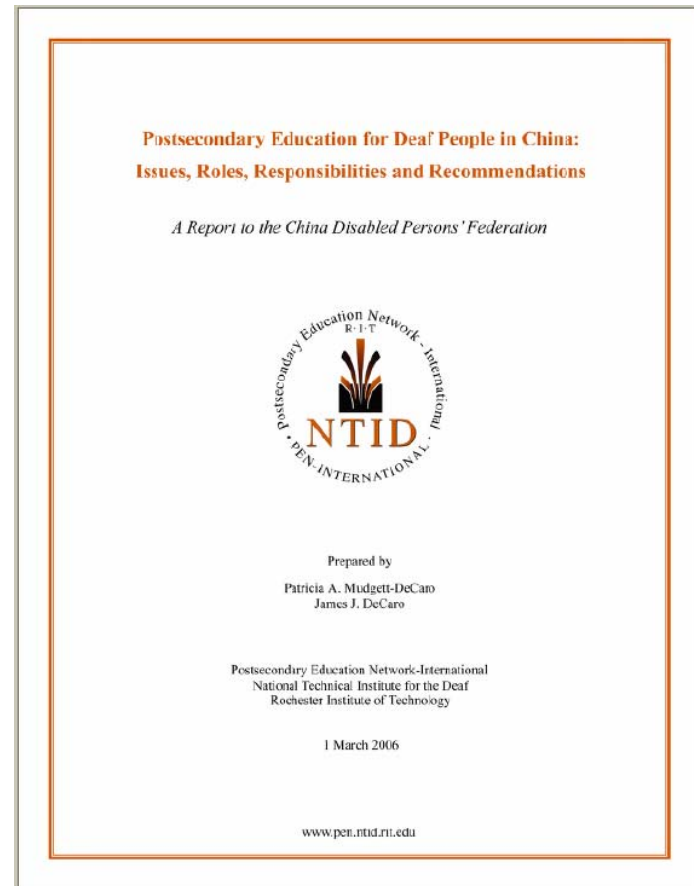 Postsecondary Education for Deaf People in China:
Issues, Roles, Responsibilities and Recommendations
A Report to the China Disabled Persons' Federation
Postsecondary Education Network - International
R·I·T
NTID
• PEN-INTERNATIONAL •
Prepared by
Patricia A. Mudgett-DeCaro
James J. DeCaro
Postsecondary Education Network-International
National Technical Institute for the Deaf
Rochester Institute of Technology
1 March 2006
www.pen.ntid.rit.edu